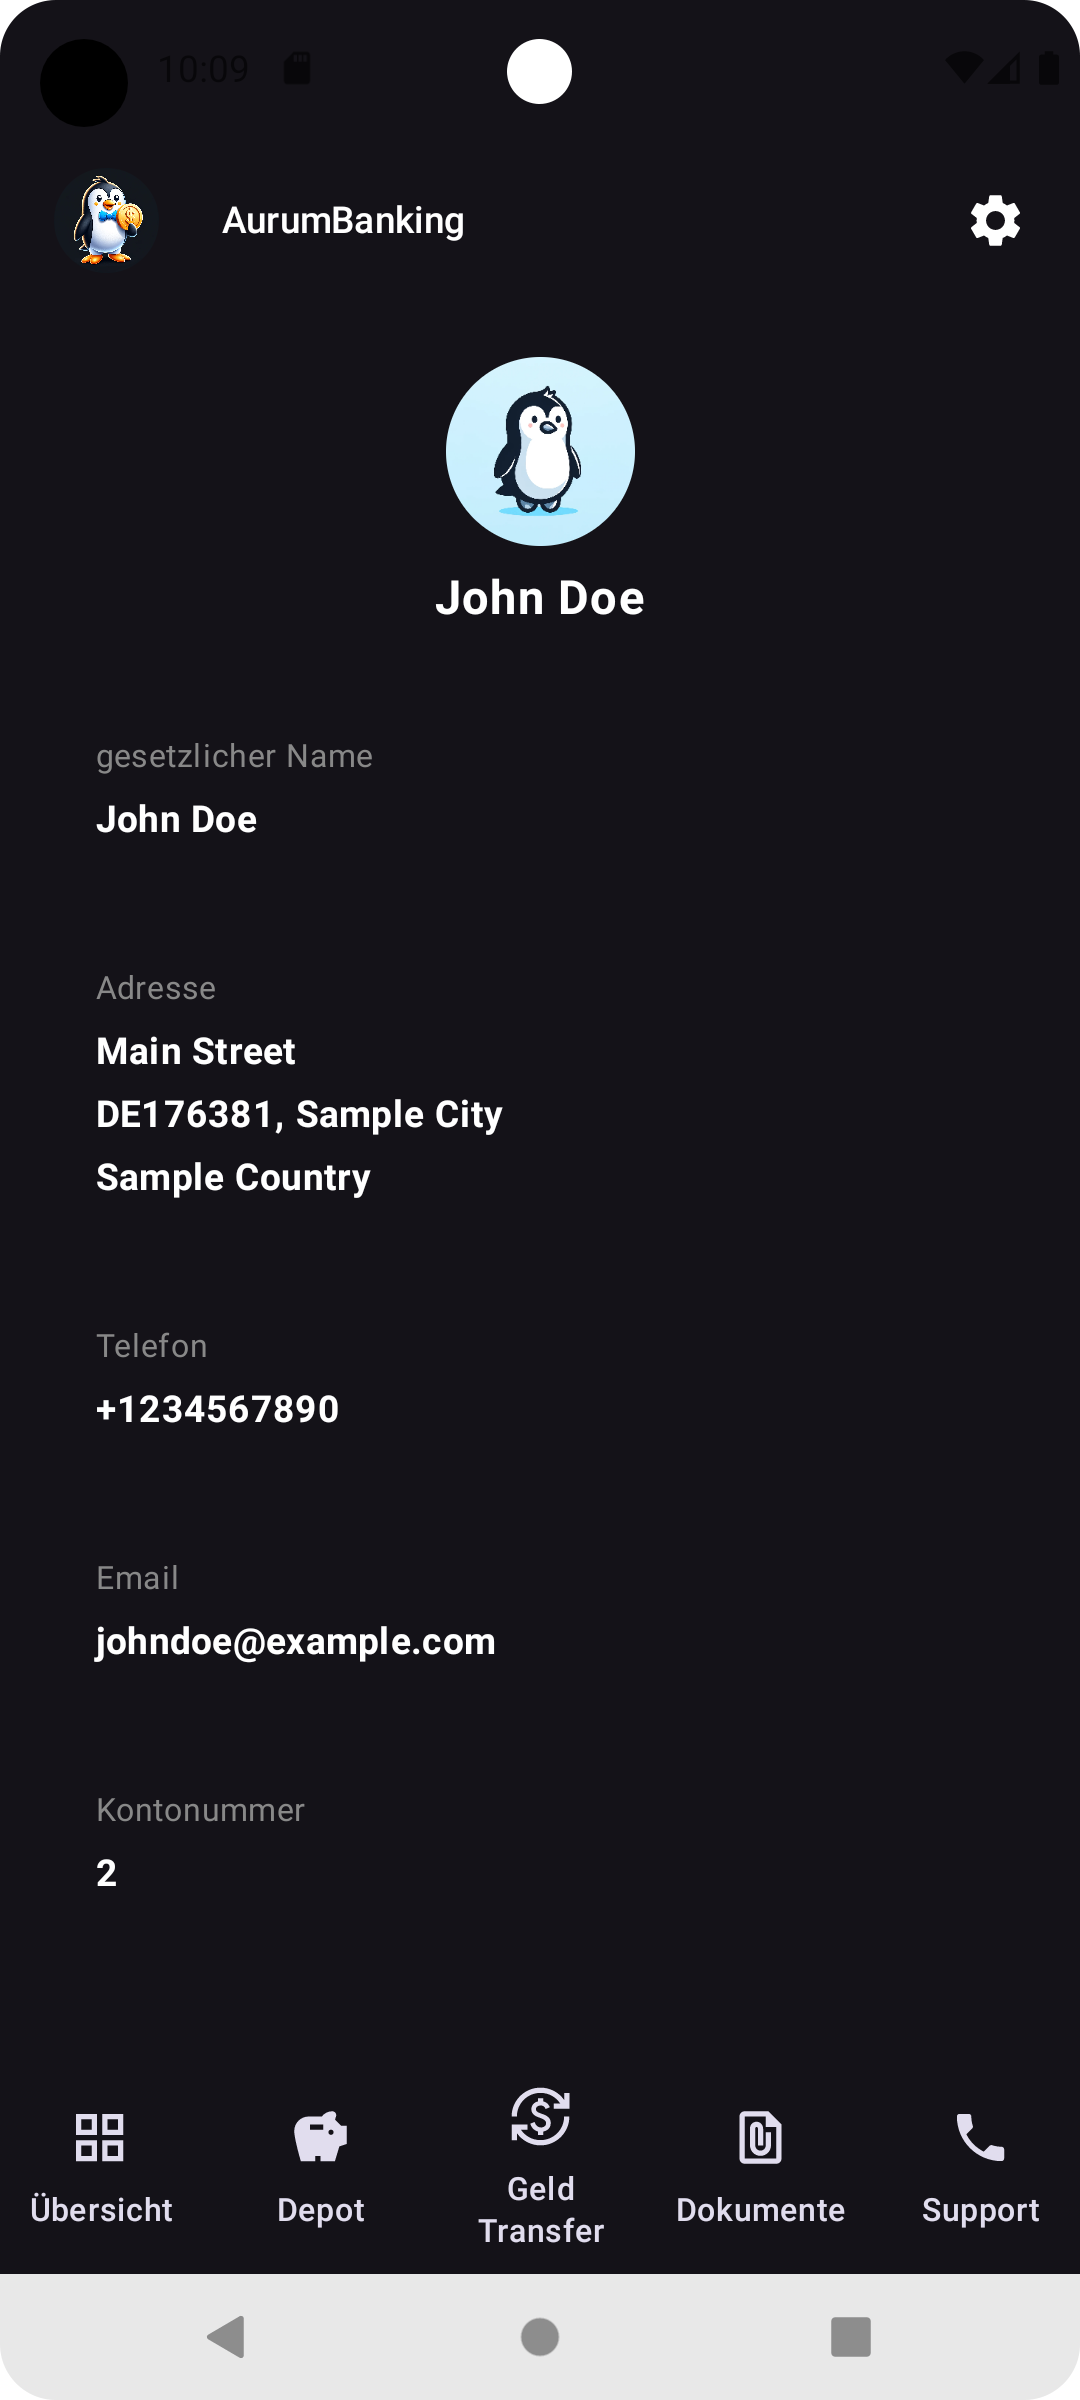 10:09
AurumBanking
John Doe
gesetzlicher Name
John Doe
Adresse
Main Street
DE176381, Sample City
Sample Country
Telefon
+1234567890
Email
johndoe@example.com
Kontonummer
2
Übersicht
Depot
Geld
Transfer
Dokumente
Support